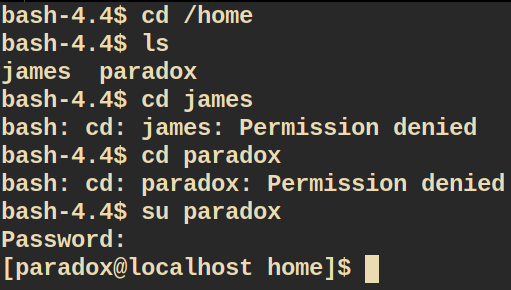 bash-4.4$ cd /home
bash-4.4$ ls
james  paradox
bash-4.4$ cd james
bash: cd: james: Permission denied
bash-4.4$ cd paradox
bash: cd: paradox: Permission denied
bash-4.4$ su paradox
Password:
[paradox@localhost home]$